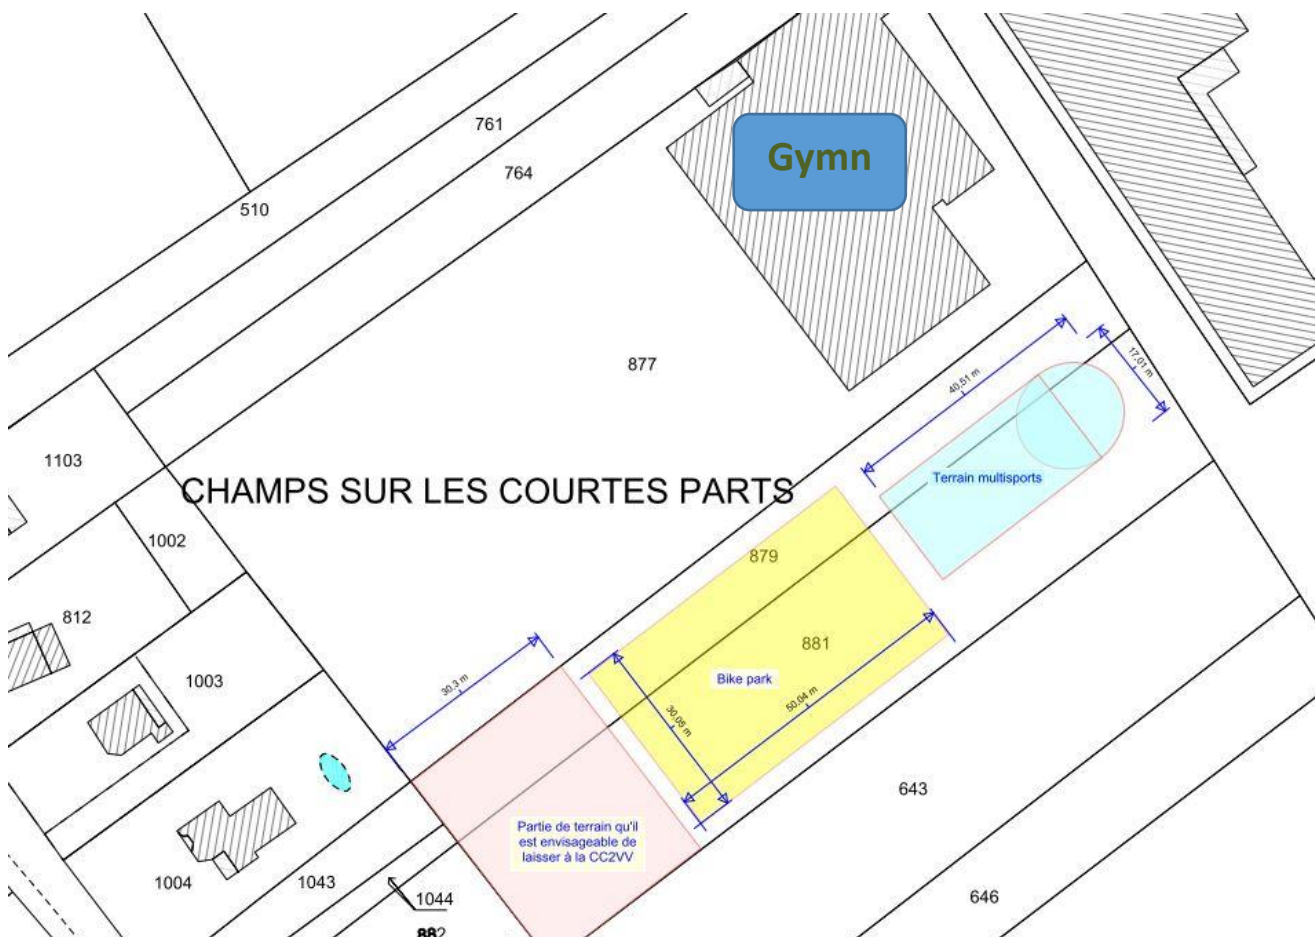 761
764
Gymn
510
877
40,51 m
17,01 m
1103
CHAMPS SUR LES COURTES PARTS
Terrain multisports
1002
879
812
881
1003
30,3 m
Bike park
50,04 m
30,05 m
643
Partie de terrain qu'il
est envisageable de
laisser à la CC2VV
1004
1043
1044
646
882